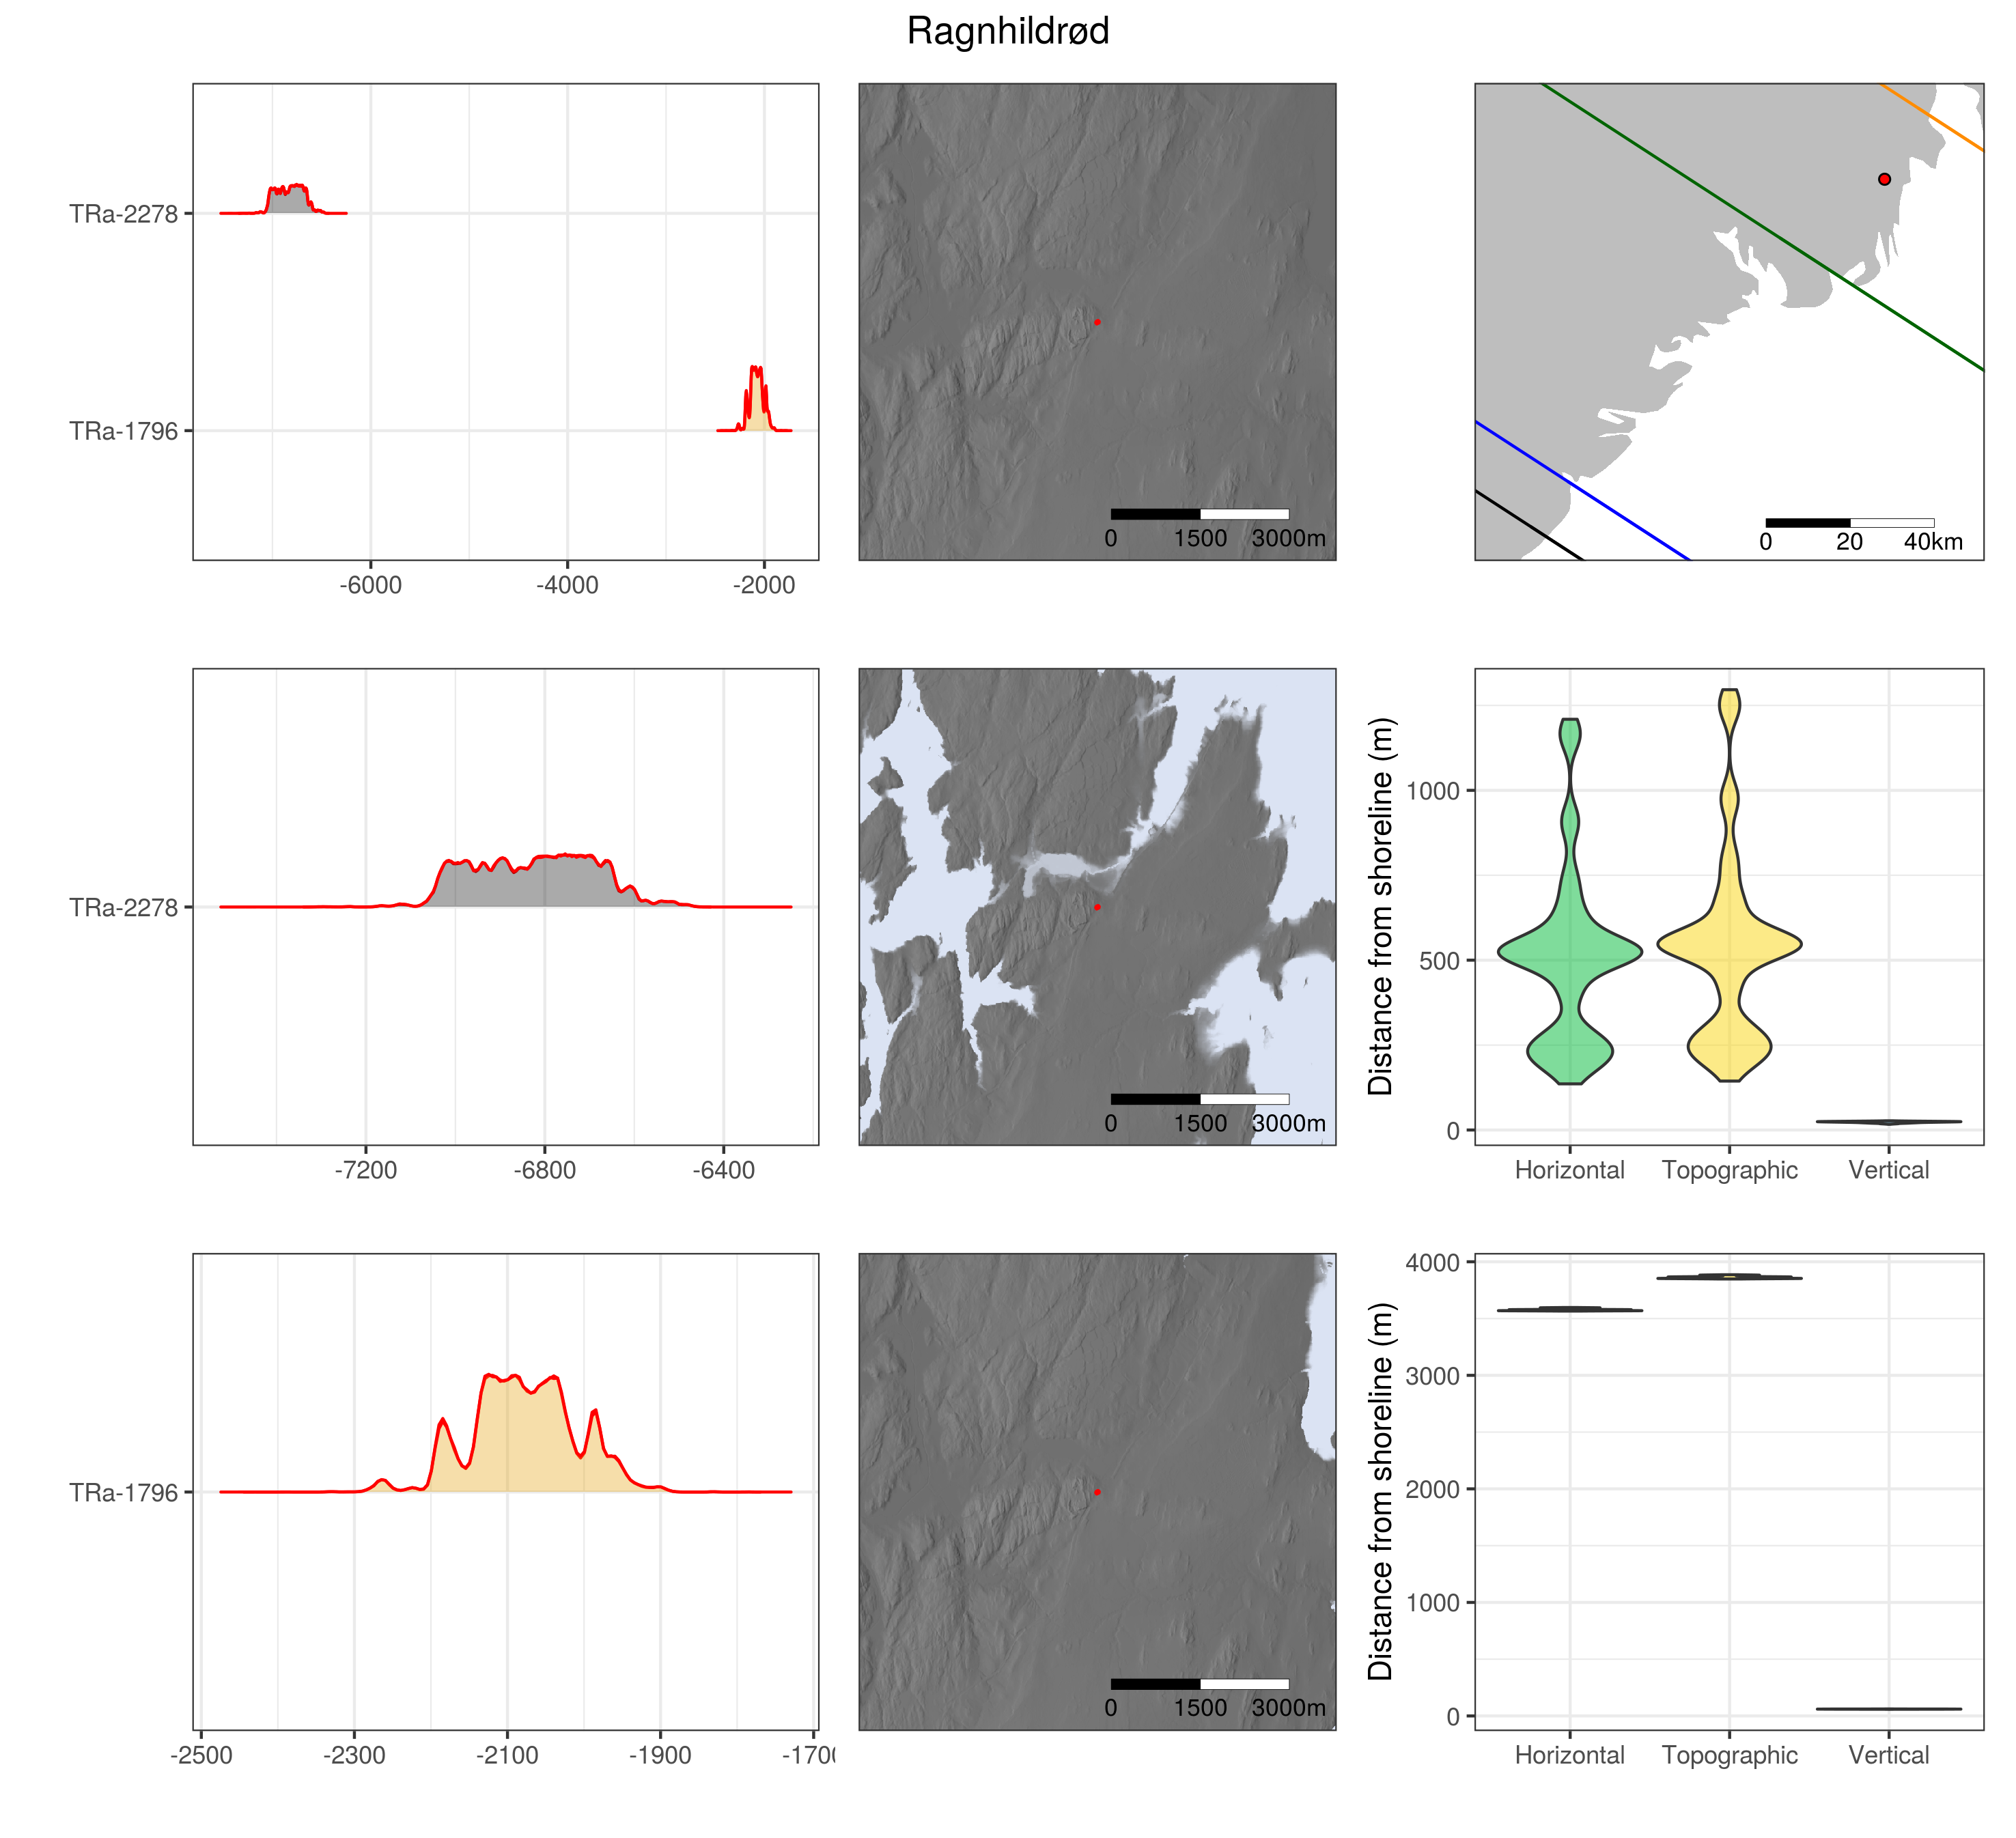 Ragnhildrød
TRa-2278
TRa-1796
-6000 -4000 -2000
0 1500 3000m
0 20 40km
TRa-2278
-7200 -6800 -6400
0 1500 3000m
Distance from shoreline (m)
1000
500
0
Horizontal Topographic Vertical
TRa-1796
-2500 -2300 -2100 -1900 -170
0 1500 3000m
Distance from shoreline (m)
4000
3000
2000
1000
0
Horizontal Topographic Vertical